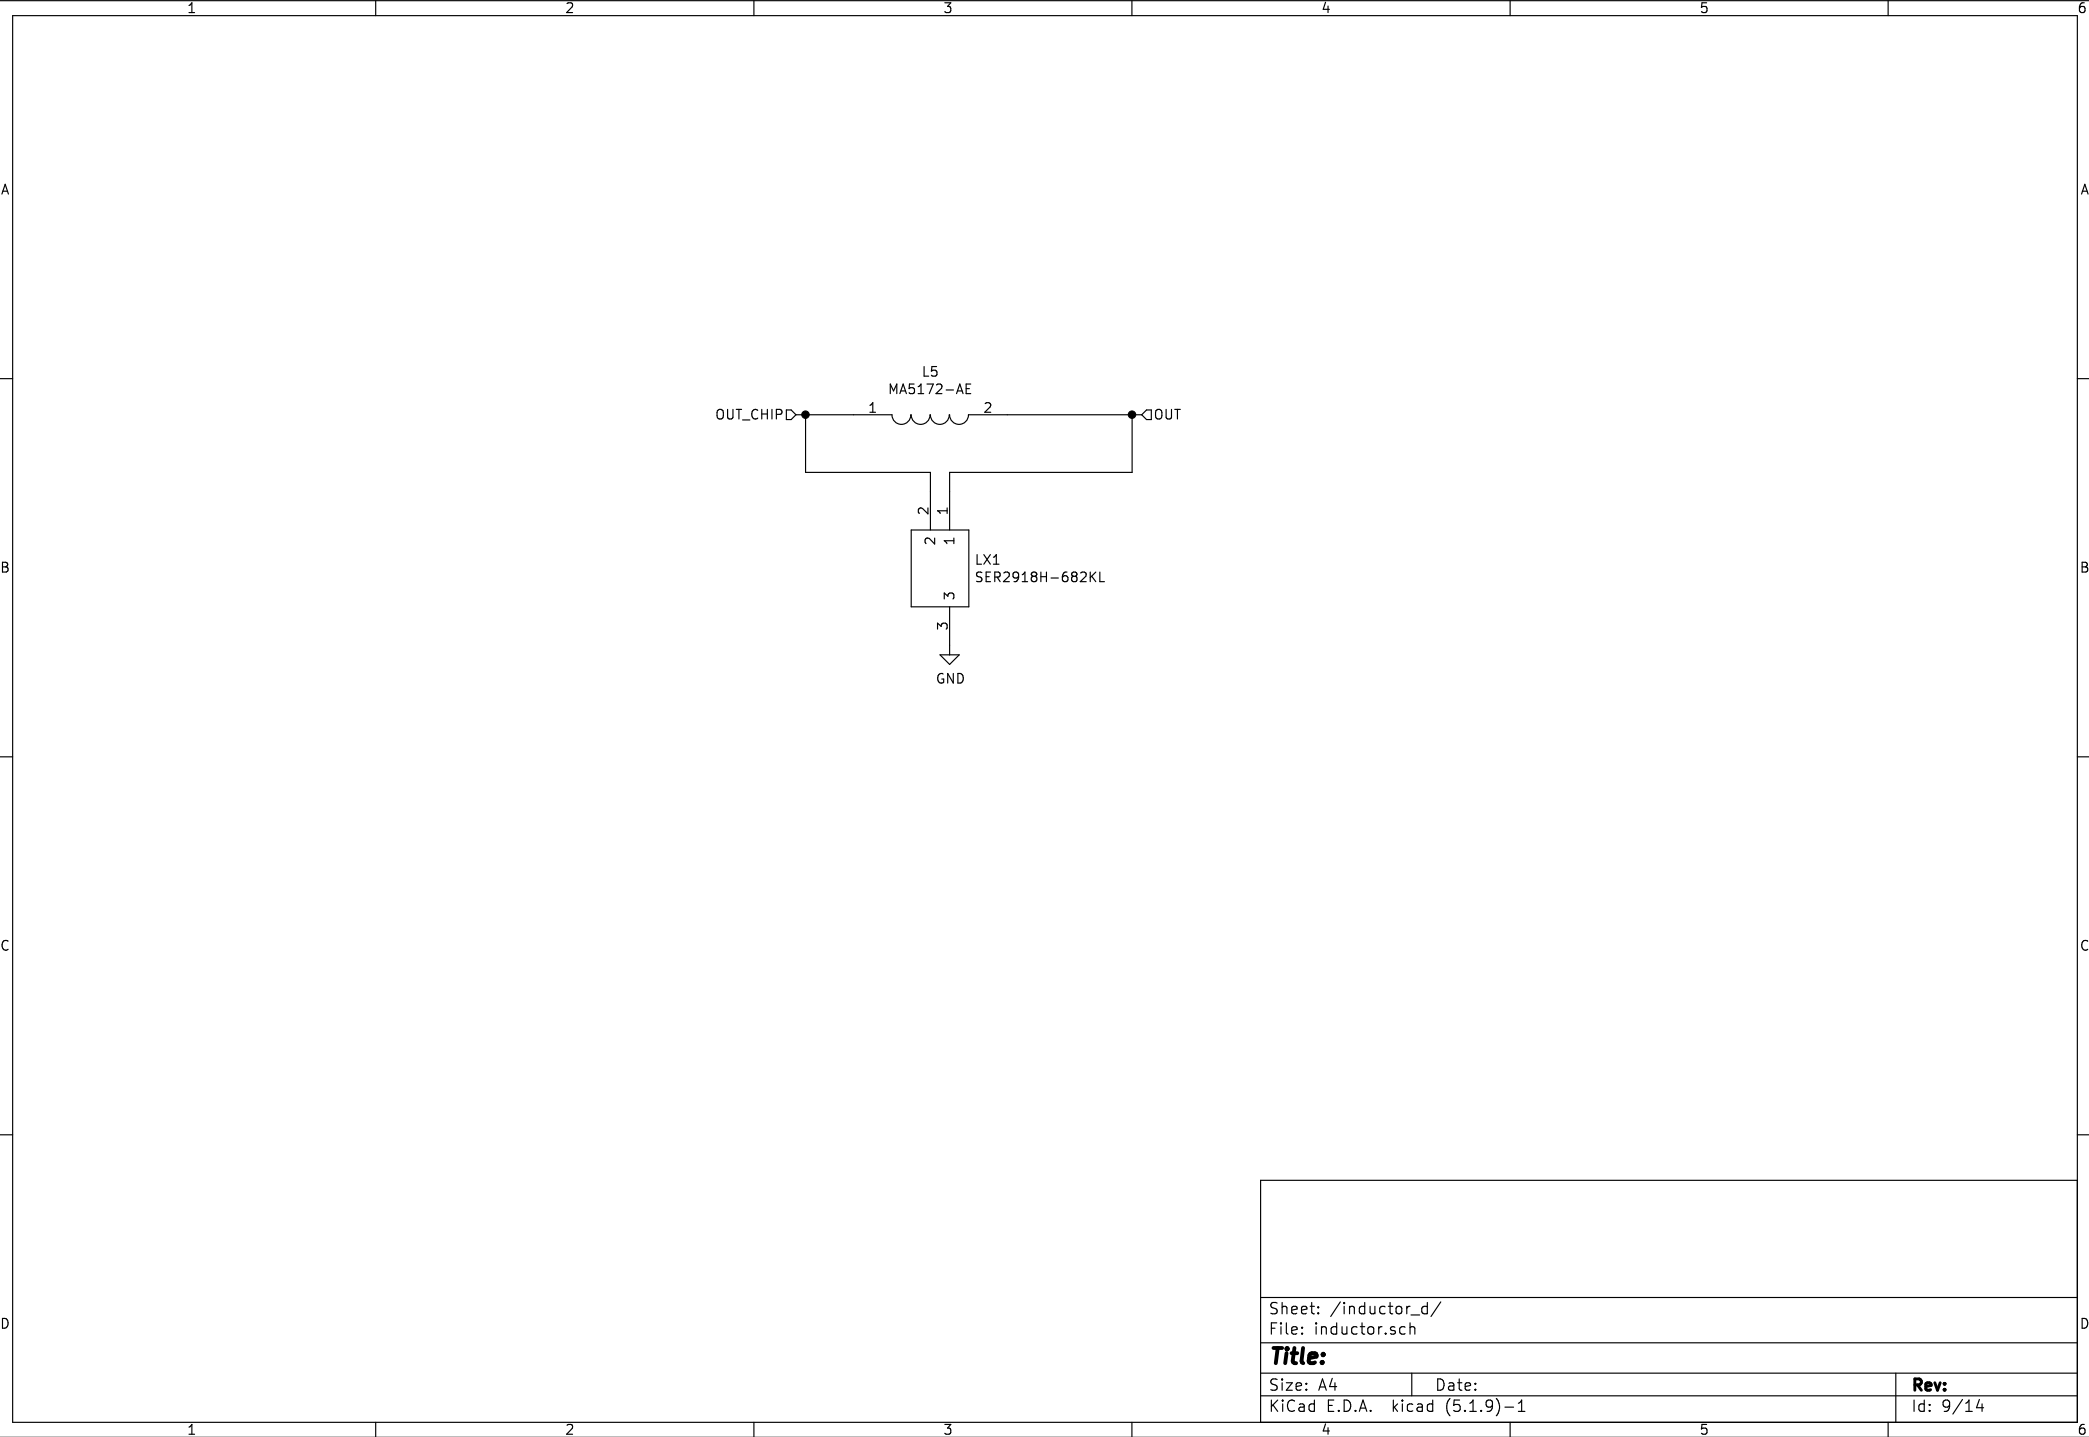 1 2 3 4 5 6
A A
L5
MA5172-AE
OUT_CHIP 1 2 OUT
2 1
2 1
B B
LX1
SER2918H-682KL
3
3
GND
C C
Sheet: /inductor_d/
File: inductor.sch
D D
Title:
Size: A4 Date: Rev:
KiCad E.D.A. kicad (5.1.9)-1 Id: 9/14
1 2 3 4 5 6